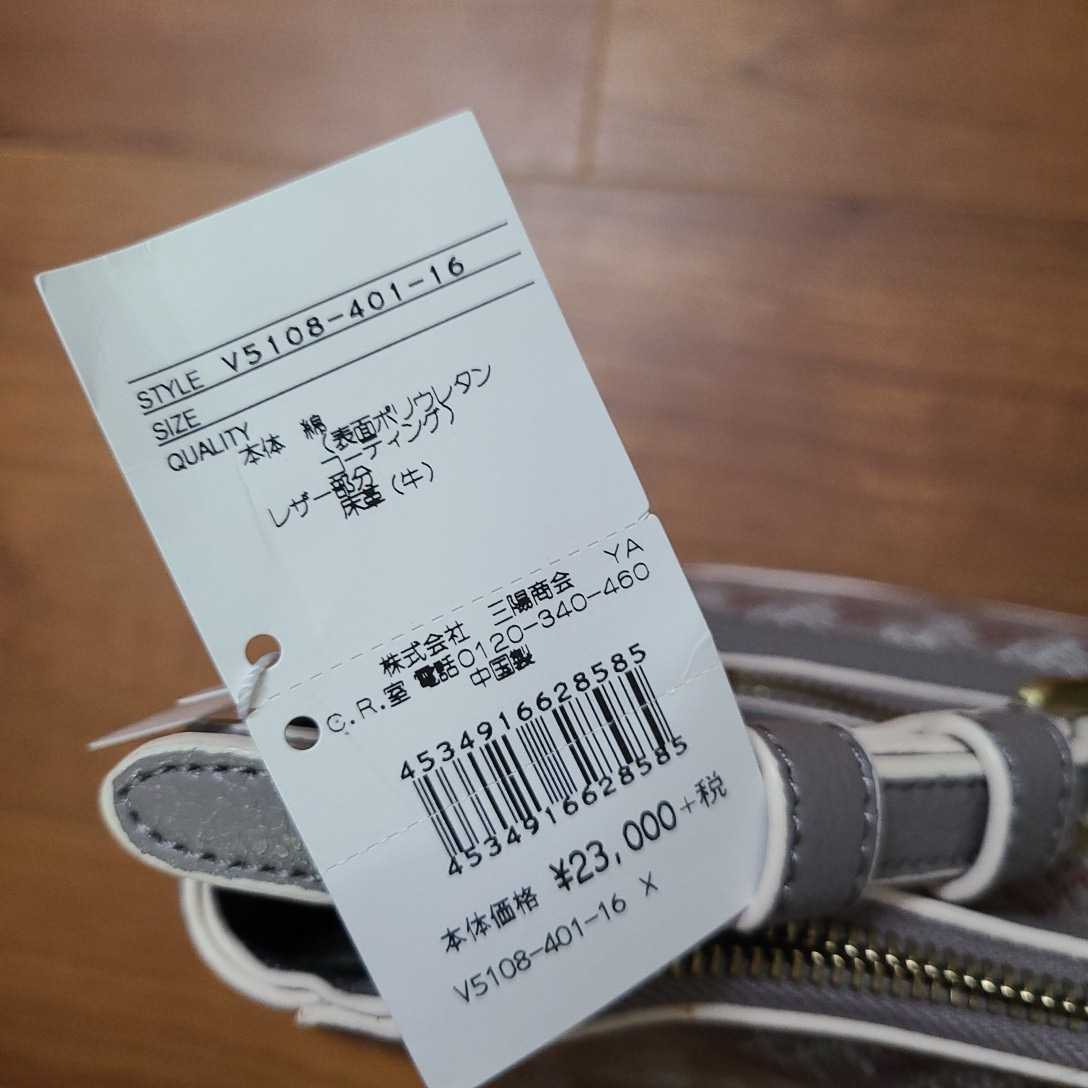 STYLE V5108-401-16
SIZE
QUALITY
本体 綿
(表面ポリウレタン
コーティング)
レザー部分
床革(牛)
株式会社 三陽商会 YA
C.R.室 電話0120-340-460
中国製
4534916628585
4534916628585
本体価格 ¥23,000+税
V5108-401-16 X